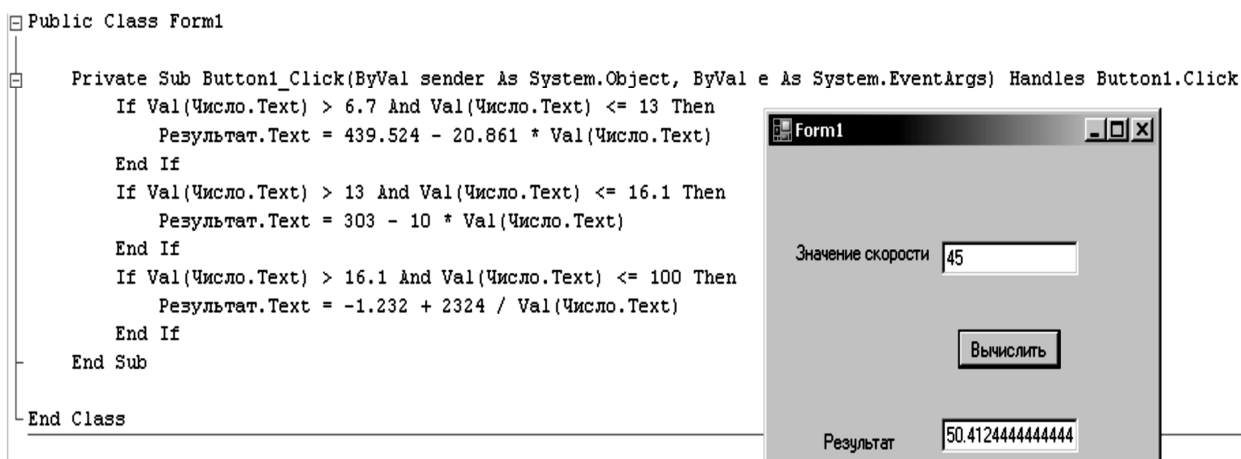 Public Class Form1
Private Sub Button1_Click(ByVal sender As System.Object, ByVal e As System.EventArgs) Handles Button1.Click
If Val(Число.Text) > 6.7 And Val(Число.Text) <= 13 Then
Результат.Text = 439.524 - 20.861 * Val(Число.Text)
End If
If Val(Число.Text) > 13 And Val(Число.Text) <= 16.1 Then
Результат.Text = 303 - 10 * Val(Число.Text)
End If
If Val(Число.Text) > 16.1 And Val(Число.Text) <= 100 Then
Результат.Text = -1.232 + 2324 / Val(Число.Text)
End If
End Sub
End Class
Form1
Значение скорости 45
Вычислить
Результат 50.4124444444444